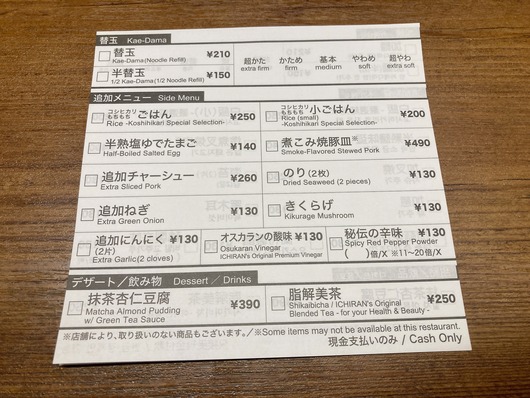 替玉 Kae-Dama
替玉 ¥210
Kae-Dama(Noodle Refill)
半替玉 ¥150
1/2 Kae-Dama(1/2 Noodle Refill)
超かた かため 基本 やわめ 超やわ
extra firm firm medium soft extra soft
追加メニュー Side Menu
コシヒカリ もちもち ごはん ¥250
Rice -Koshihikari Special Selection-
コシヒカリ もちもち 小ごはん ¥200
Rice (small)
-Koshihikari Special Selection-
半熟塩ゆでたまご ¥140
Half-Boiled Salted Egg
煮こみ焼豚皿※ ¥490
Smoke-Flavored Stewed Pork
追加チャーシュー ¥260
Extra Sliced Pork
のり(2枚) ¥130
Dried Seaweed (2 pieces)
追加ねぎ ¥130
Extra Green Onion
きくらげ ¥130
Kikurage Mushroom
追加にんにく ¥130
(2片)
Extra Garlic(2 cloves)
オスカランの酸味 ¥130
Osukaran Vinegar
ICHIRAN's Original Premium Vinegar
秘伝の辛味 ¥130
Spicy Red Pepper Powder
( )倍/X ※11~20倍/X
デザート/飲み物 Dessert / Drinks
抹茶杏仁豆腐 ¥390
Matcha Almond Pudding
w/ Green Tea Sauce
脂解美茶 ¥250
Shikaibicha / ICHIRAN's Original
Blended Tea - for your Health & Beauty -
※店舗により、取り扱いのない商品もございます。/※Some items may not be available at this restaurant.
現金支払いのみ / Cash Only